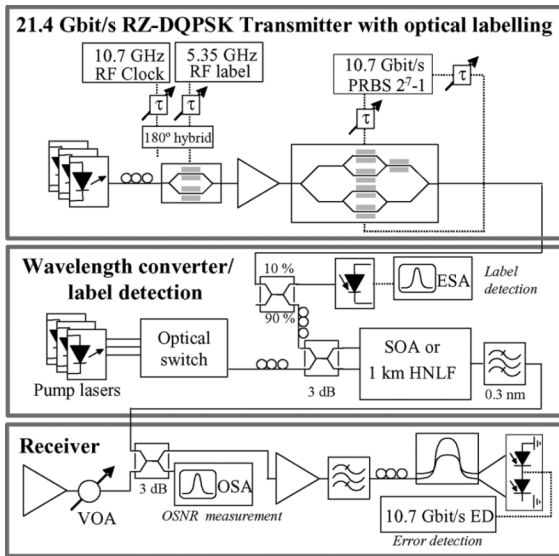 21.4 Gbit/s RZ-DQPSK Transmitter with optical labelling
10.7 GHz
RF Clock
5.35 GHz
RF label
10.7 Gbit/s
PRBS 2⁷-1
τ
τ
τ
τ
180º hybrid
Wavelength converter/
label detection
10 %
90 %
ESA
Label
detection
Optical
switch
Pump lasers
3 dB
SOA or
1 km HNLF
0.3 nm
Receiver
VOA
3 dB
OSA
OSNR measurement
10.7 Gbit/s ED
Error detection